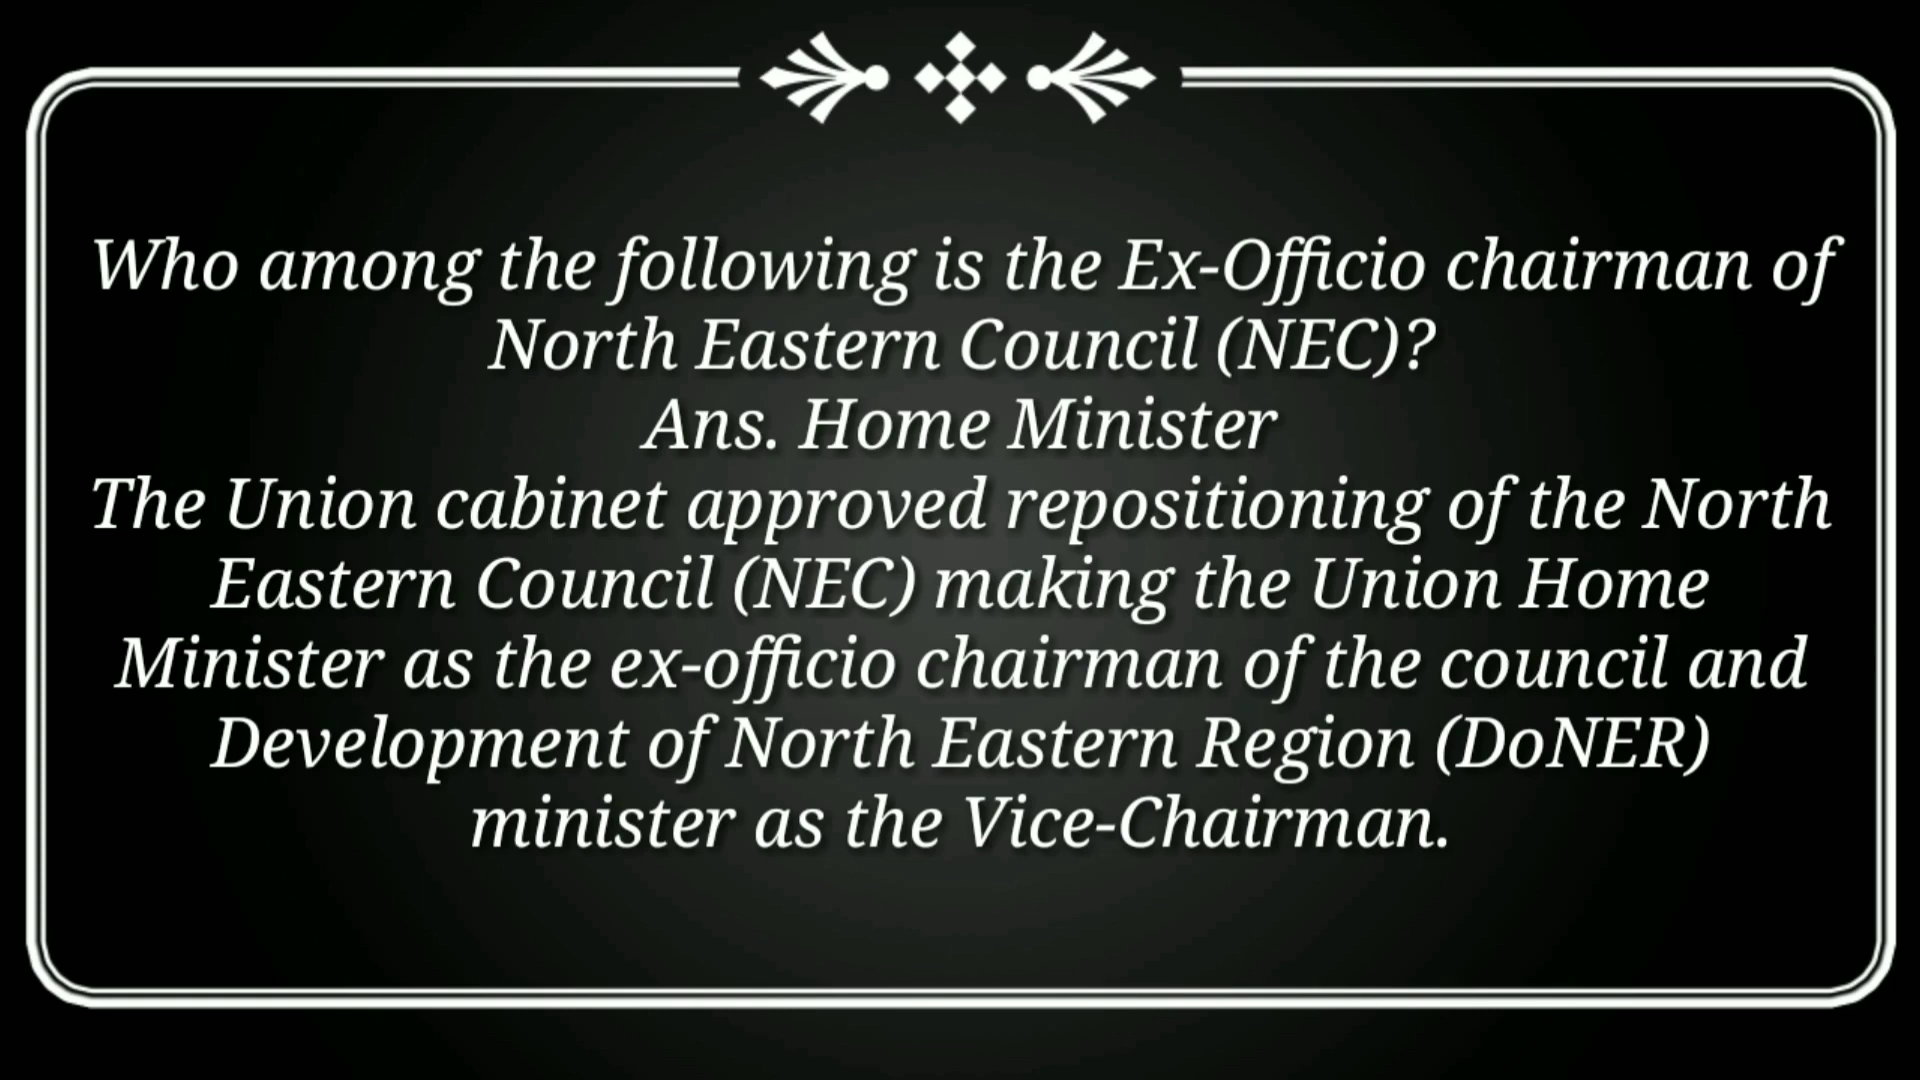 Who among the following is the Ex-Officio chairman of
North Eastern Council (NEC)?
Ans. Home Minister
The Union cabinet approved repositioning of the North
Eastern Council (NEC) making the Union Home
Minister as the ex-officio chairman of the council and
Development of North Eastern Region (DoNER)
minister as the Vice-Chairman.